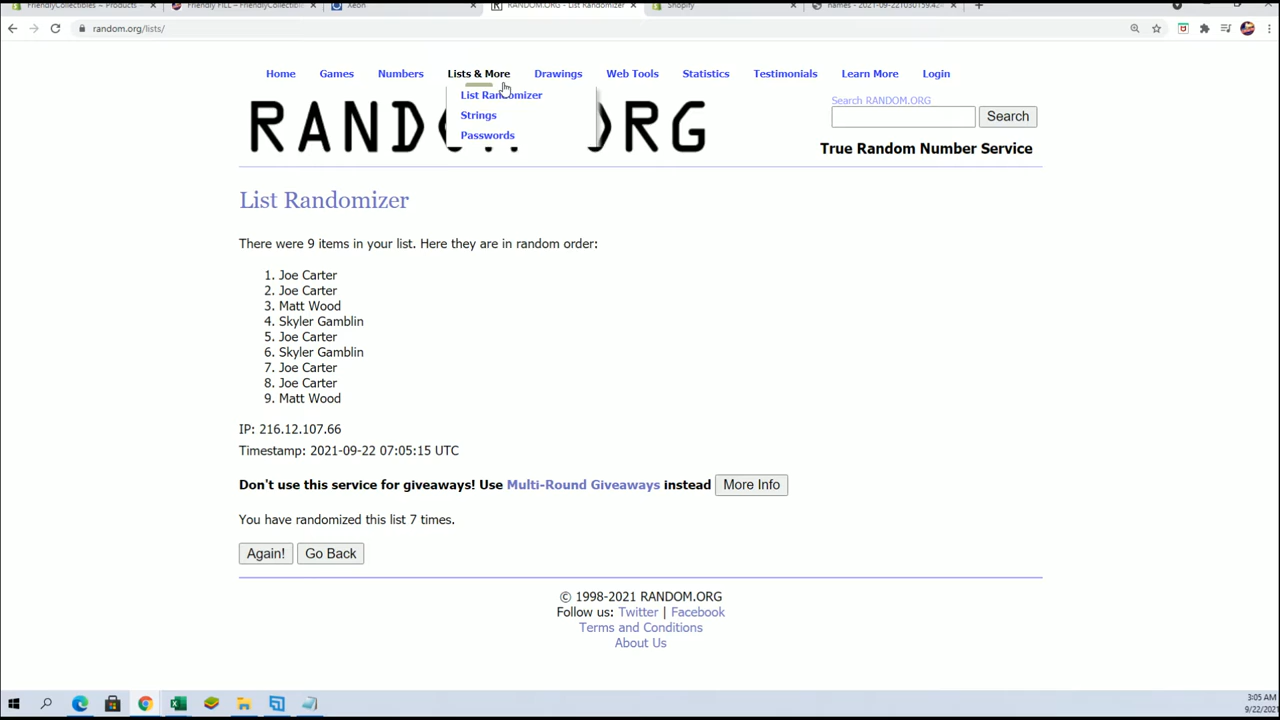 FriendlyCollectibles ~ Products
Friendly FILL – FriendlyCollectible
Xeon
RANDOM.ORG - List Randomizer
Shopify
names - 2021-09-22T030159.42
random.org/lists/
Home Games Numbers Lists & More Drawings Web Tools Statistics Testimonials Learn More Login
List Randomizer
Strings
Passwords
RANDOM.ORG
Search RANDOM.ORG
Search
True Random Number Service
List Randomizer
There were 9 items in your list. Here they are in random order:
1. Joe Carter
2. Joe Carter
3. Matt Wood
4. Skyler Gamblin
5. Joe Carter
6. Skyler Gamblin
7. Joe Carter
8. Joe Carter
9. Matt Wood
IP: 216.12.107.66
Timestamp: 2021-09-22 07:05:15 UTC
Don't use this service for giveaways! Use Multi-Round Giveaways instead More Info
You have randomized this list 7 times.
Again! Go Back
© 1998-2021 RANDOM.ORG
Follow us: Twitter | Facebook
Terms and Conditions
About Us
3:05 AM
9/22/2021